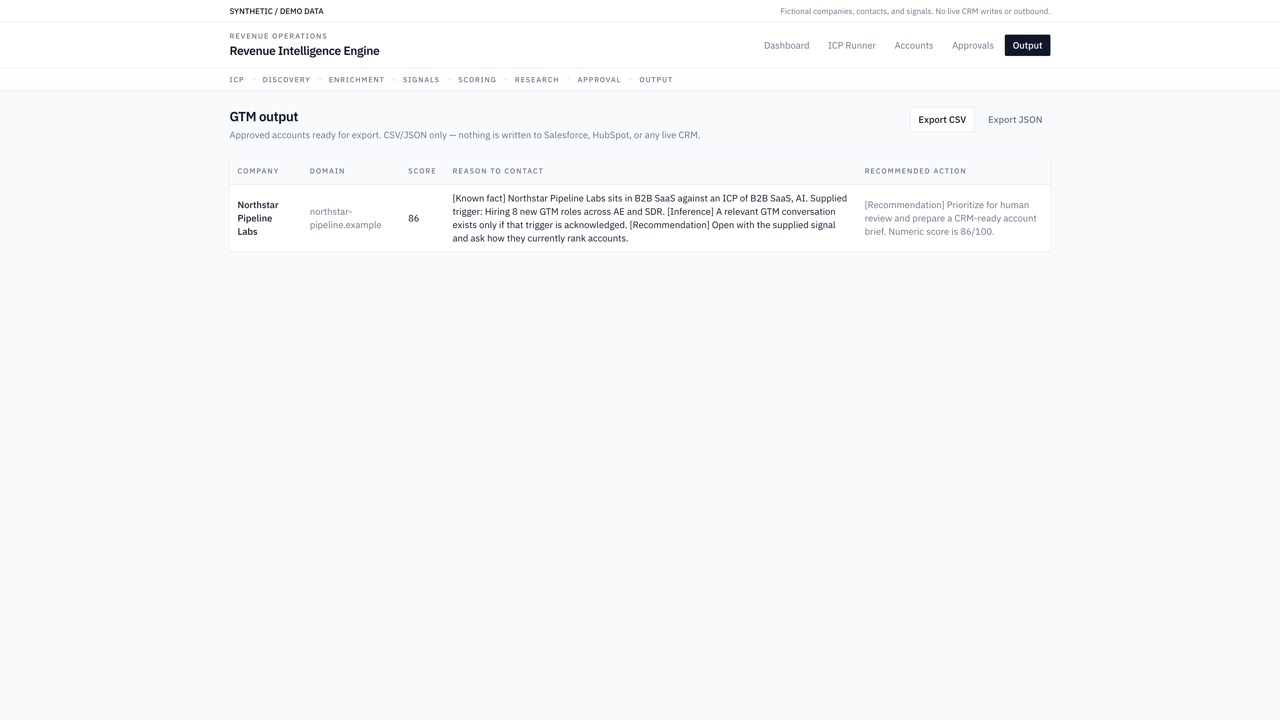 SYNTHETIC / DEMO DATA
Fictional companies, contacts, and signals. No live CRM writes or outbound.
REVENUE OPERATIONS
Revenue Intelligence Engine
Dashboard
ICP Runner
Accounts
Approvals
Output
ICP → DISCOVERY → ENRICHMENT → SIGNALS → SCORING → RESEARCH → APPROVAL → OUTPUT
GTM output
Approved accounts ready for export. CSV/JSON only — nothing is written to Salesforce, HubSpot, or any live CRM.
Export CSV
Export JSON
COMPANY
DOMAIN
SCORE
REASON TO CONTACT
RECOMMENDED ACTION
Northstar
Pipeline
Labs
northstar-
pipeline.example
86
[Known fact] Northstar Pipeline Labs sits in B2B SaaS against an ICP of B2B SaaS, AI. Supplied
trigger: Hiring 8 new GTM roles across AE and SDR. [Inference] A relevant GTM conversation
exists only if that trigger is acknowledged. [Recommendation] Open with the supplied signal
and ask how they currently rank accounts.
[Recommendation] Prioritize for human
review and prepare a CRM-ready account
brief. Numeric score is 86/100.